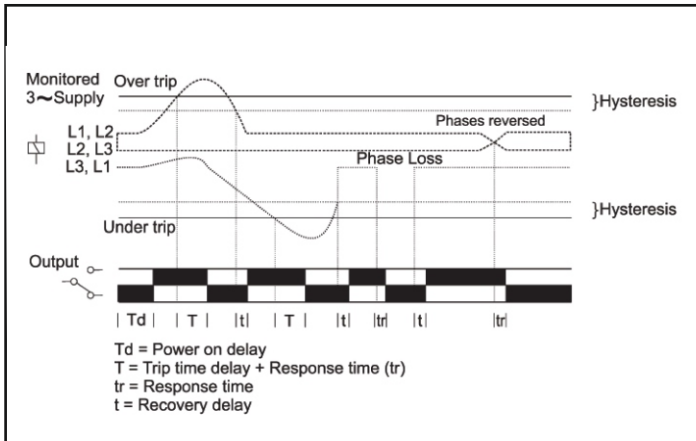 Monitored
3~Supply
Over trip
}Hysteresis
Phases reversed
L1, L2
L2, L3
Phase Loss
L3, L1
}Hysteresis
Under trip
Output
| Td | | T | |t| | T | |t| |tr| |t| |tr|
Td = Power on delay
T = Trip time delay + Response time (tr)
tr = Response time
t = Recovery delay